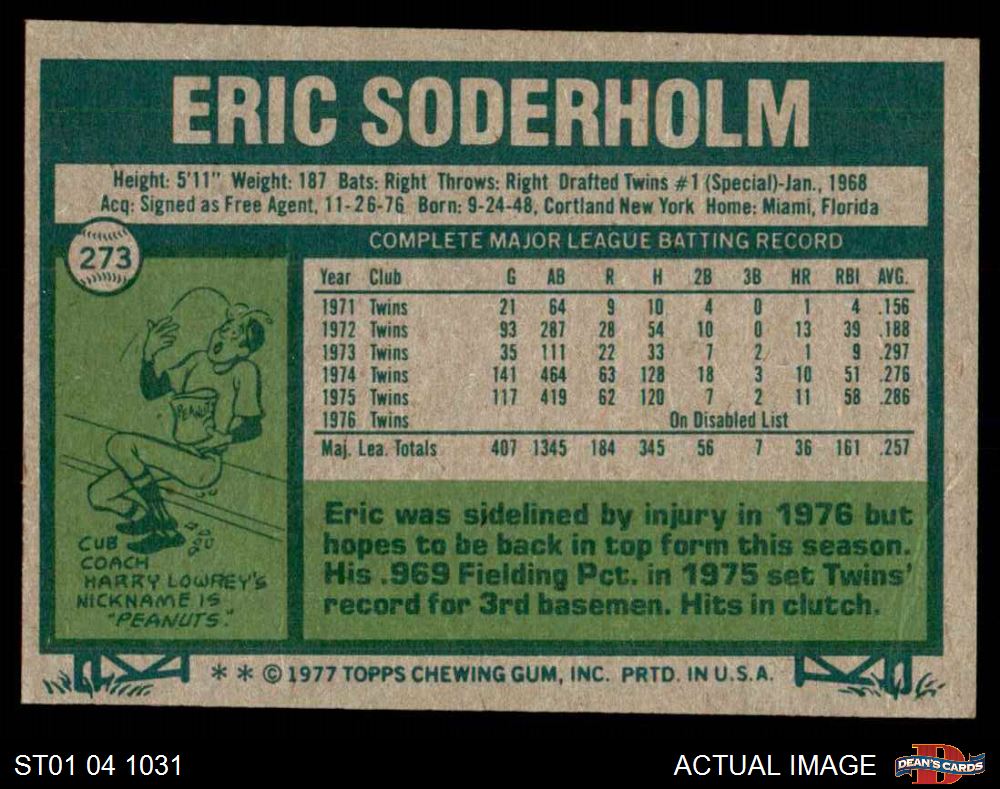 ERIC SODERHOLM
Height: 5'11" Weight: 187 Bats: Right Throws: Right Drafted Twins #1 (Special)-Jan., 1968
Acq: Signed as Free Agent, 11-26-76 Born: 9-24-48, Cortland New York Home: Miami, Florida
273
COMPLETE MAJOR LEAGUE BATTING RECORD
Year Club G AB R H 2B 3B HR RBI AVG.
1971 Twins 21 64 9 10 4 0 1 4 .156
1972 Twins 93 287 28 54 10 0 13 39 .188
1973 Twins 35 111 22 33 7 2 1 9 .297
1974 Twins 141 464 63 128 18 3 10 51 .276
1975 Twins 117 419 62 120 7 2 11 58 .286
1976 Twins On Disabled List
Maj. Lea. Totals 407 1345 184 345 56 7 36 161 .257
PEANUTS
CUB
COACH
HARRY LOWREY'S
NICKNAME IS
"PEANUTS."
Eric was sidelined by injury in 1976 but
hopes to be back in top form this season.
His .969 Fielding Pct. in 1975 set Twins'
record for 3rd basemen. Hits in clutch.
* * © 1977 TOPPS CHEWING GUM, INC. PRTD. IN U.S.A.
ST01 04 1031
ACTUAL IMAGE
D
DEAN'S CARDS